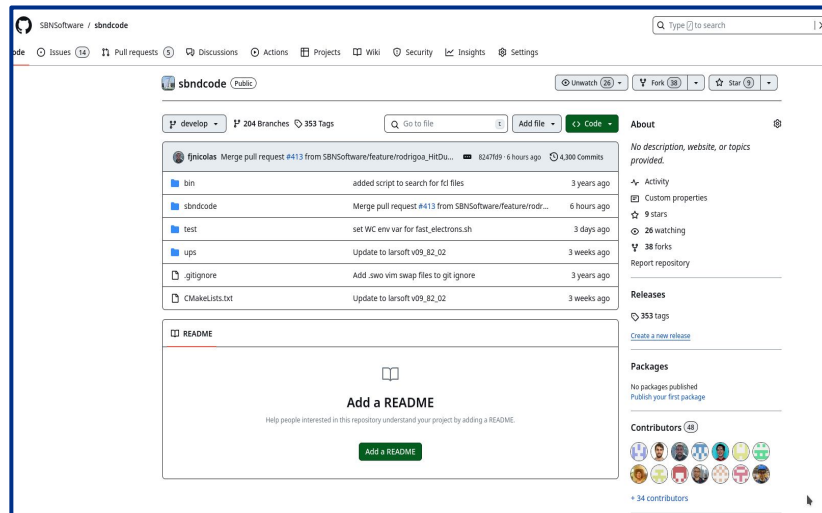 SBNSoftware / sbndcode
Type / to search
ode Issues 14 Pull requests 5 Discussions Actions Projects Wiki Security Insights Settings
sbndcode Public
Unwatch 26 Fork 38 Star 9
develop 204 Branches 353 Tags Go to file t Add file <> Code
fjnicolas Merge pull request #413 from SBNSoftware/feature/rodrigoa_HitDu... 8247fd9 · 6 hours ago 4,300 Commits
bin added script to search for fcl files 3 years ago
sbndcode Merge pull request #413 from SBNSoftware/feature/rodr... 6 hours ago
test set WC env var for fast_electrons.sh 3 days ago
ups Update to larsoft v09_82_02 3 weeks ago
.gitignore Add .swo vim swap files to git ignore 3 years ago
CMakeLists.txt Update to larsoft v09_82_02 3 weeks ago
README
Add a README
Help people interested in this repository understand your project by adding a README.
Add a README
About
No description, website, or topics
provided.
Activity
Custom properties
9 stars
26 watching
38 forks
Report repository
Releases
353 tags
Create a new release
Packages
No packages published
Publish your first package
Contributors 48
+ 34 contributors